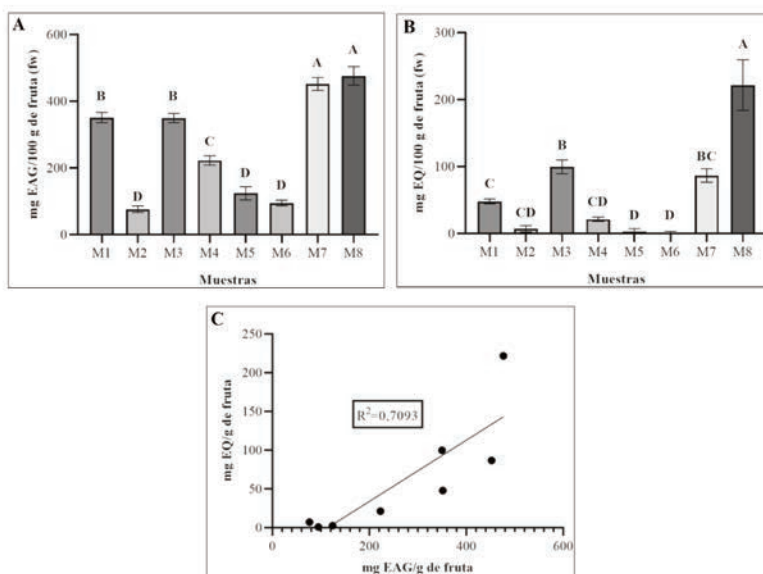 A
mg EAG/100 g de fruta (fw)
600
400
200
0
B
D
B
C
D
D
A
A
M1 M2 M3 M4 M5 M6 M7 M8
Muestras
B
mg EQ/100 g de fruta (fw)
300
200
100
0
C
CD
B
CD
D
D
BC
A
M1 M2 M3 M4 M5 M6 M7 M8
Muestras
C
mg EQ/g de fruta
250
200
150
100
50
0
R²=0.7093
0 200 400 600
mg EAG/g de fruta